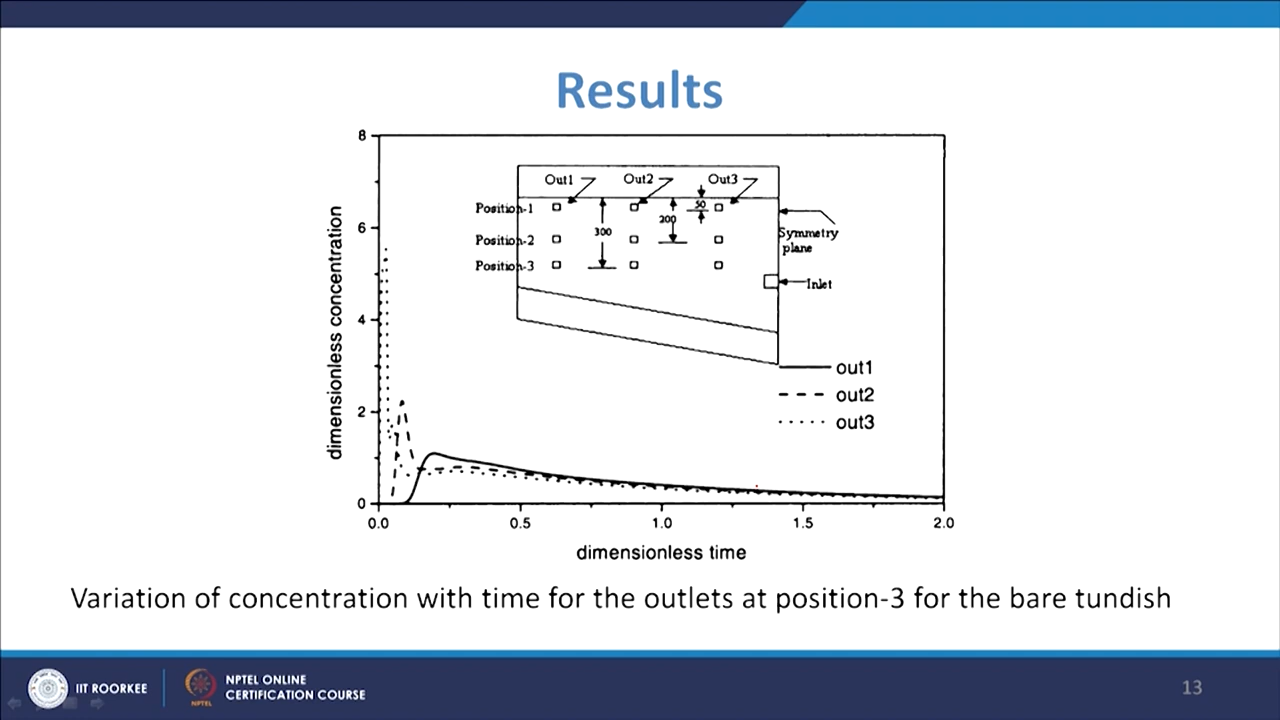 Results
8
6
4
2
0
dimensionless concentration
Out1 Out2 Out3
Position-1
Position-2
Position-3
300
200
50
Symmetry
plane
Inlet
out1
out2
out3
0.0 0.5 1.0 1.5 2.0
dimensionless time
Variation of concentration with time for the outlets at position-3 for the bare tundish
IIT ROORKEE
NPTEL
NPTEL ONLINE
CERTIFICATION COURSE
13